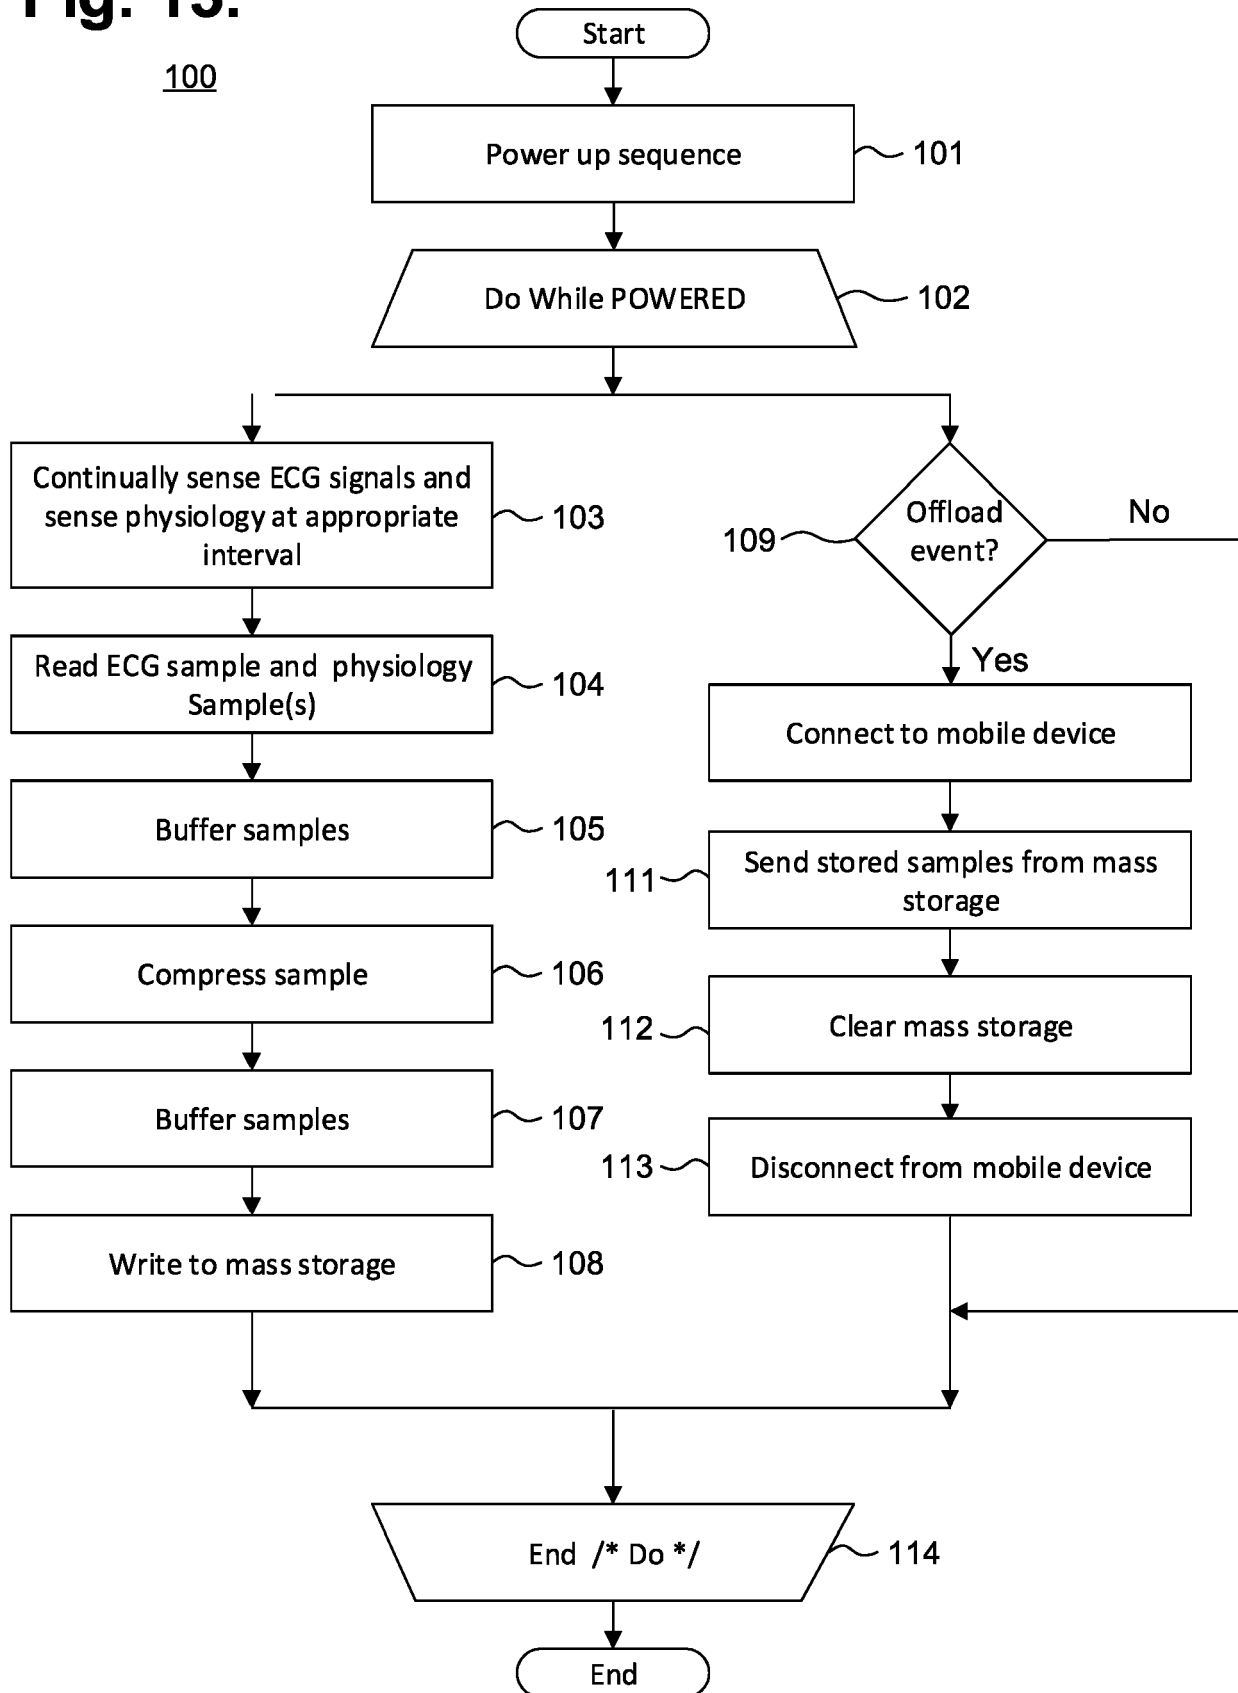 Fig. 13.
100
Start
Power up sequence
101
Do While POWERED
102
Continually sense ECG signals and
sense physiology at appropriate
interval
103
Read ECG sample and physiology
Sample(s)
104
Buffer samples
105
Compress sample
106
Buffer samples
107
Write to mass storage
108
109
Offload
event?
No
Yes
Connect to mobile device
111
Send stored samples from mass
storage
112
Clear mass storage
113
Disconnect from mobile device
End /* Do */
114
End